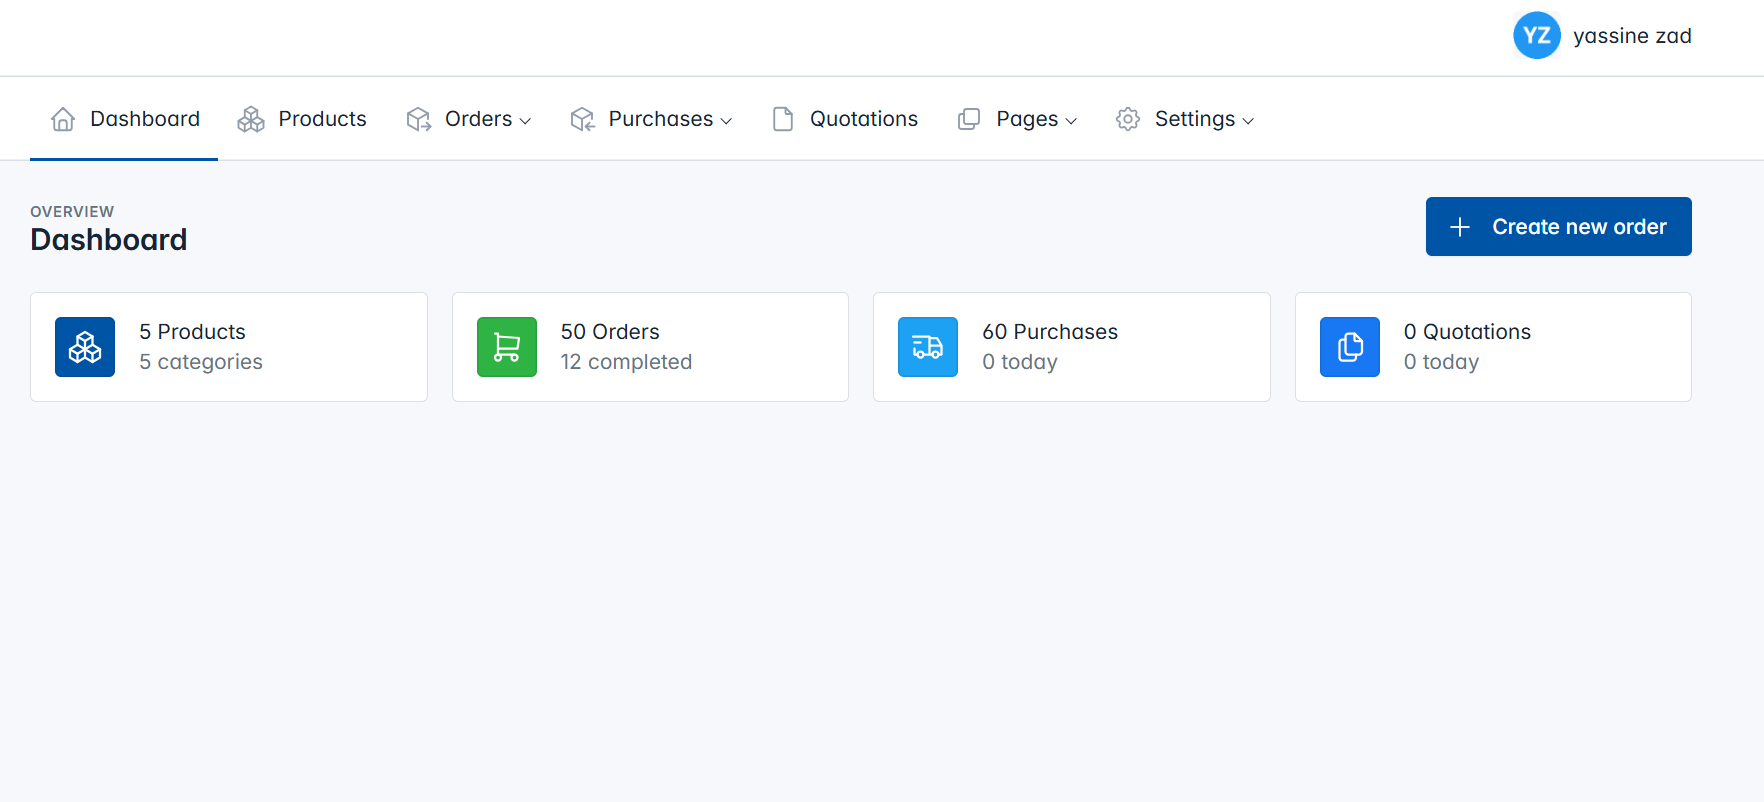 YZ yassine zad
Dashboard Products Orders Purchases Quotations Pages Settings
OVERVIEW
Dashboard
Create new order
5 Products
5 categories
50 Orders
12 completed
60 Purchases
0 today
0 Quotations
0 today